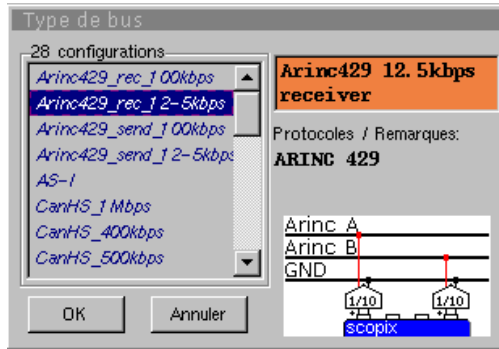 Type de bus
28 configurations
Arinc429_rec_100kbps
Arinc429_rec_12-5kbps
Arinc429_send_100kbps
Arinc429_send_12-5kbps
AS-I
CanHS_1Mbps
CanHS_400kbps
CanHS_500kbps
OK
Annuler
Arinc429 12.5kbps
receiver
Protocoles / Remarques:
ARINC 429
Arinc A
Arinc B
GND
1/10
1/10
scopix